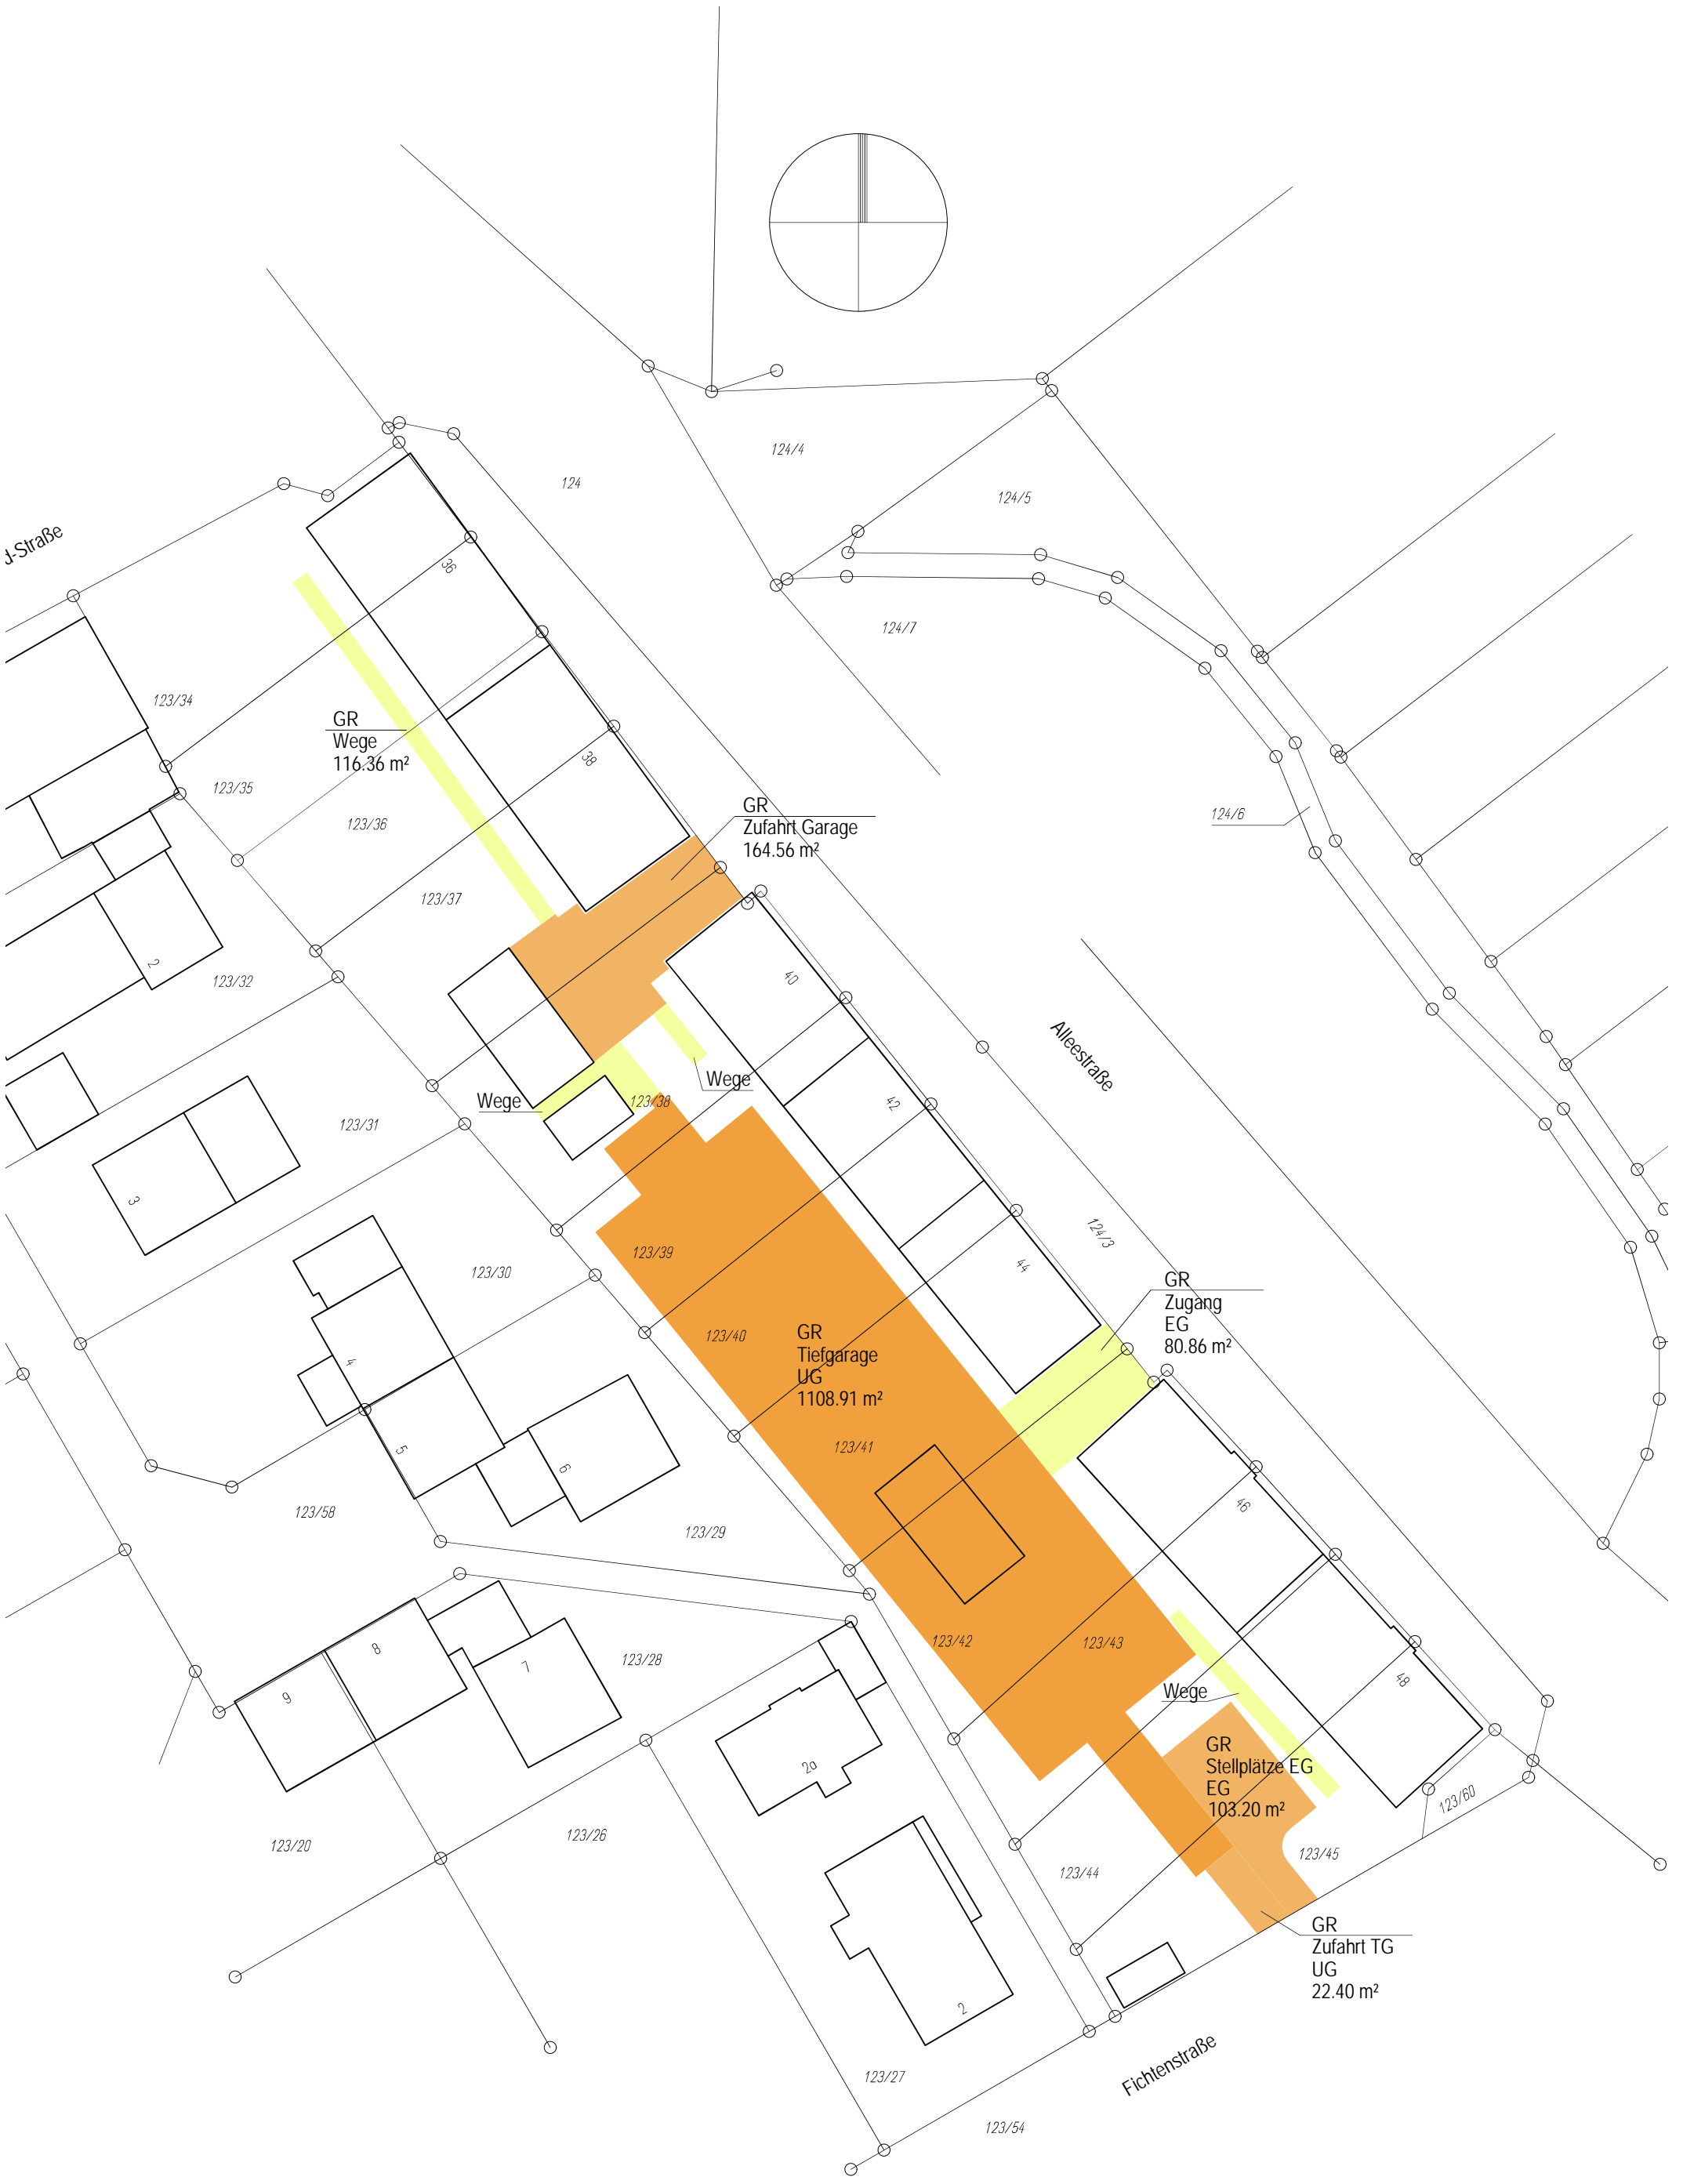 124/4
124
124/5
d-Straße
36
124/7
123/34
GR
Wege
116.36 m²
38
123/35
GR
Zufahrt Garage
164.56 m²
124/6
123/36
123/37
2
123/32
40
Alleestraße
Wege
Wege
123/38
42
123/31
3
124/3
123/39
44
123/30
GR
Zugang
EG
80.86 m²
123/40
GR
Tiefgarage
UG
1108.91 m²
4
123/41
5
6
46
123/58
123/29
123/42
123/43
8
123/28
7
9
48
Wege
GR
Stellplätze EG
EG
103.20 m²
2a
123/60
123/26
123/20
123/45
123/44
GR
Zufahrt TG
UG
22.40 m²
2
Fichtenstraße
123/27
123/54